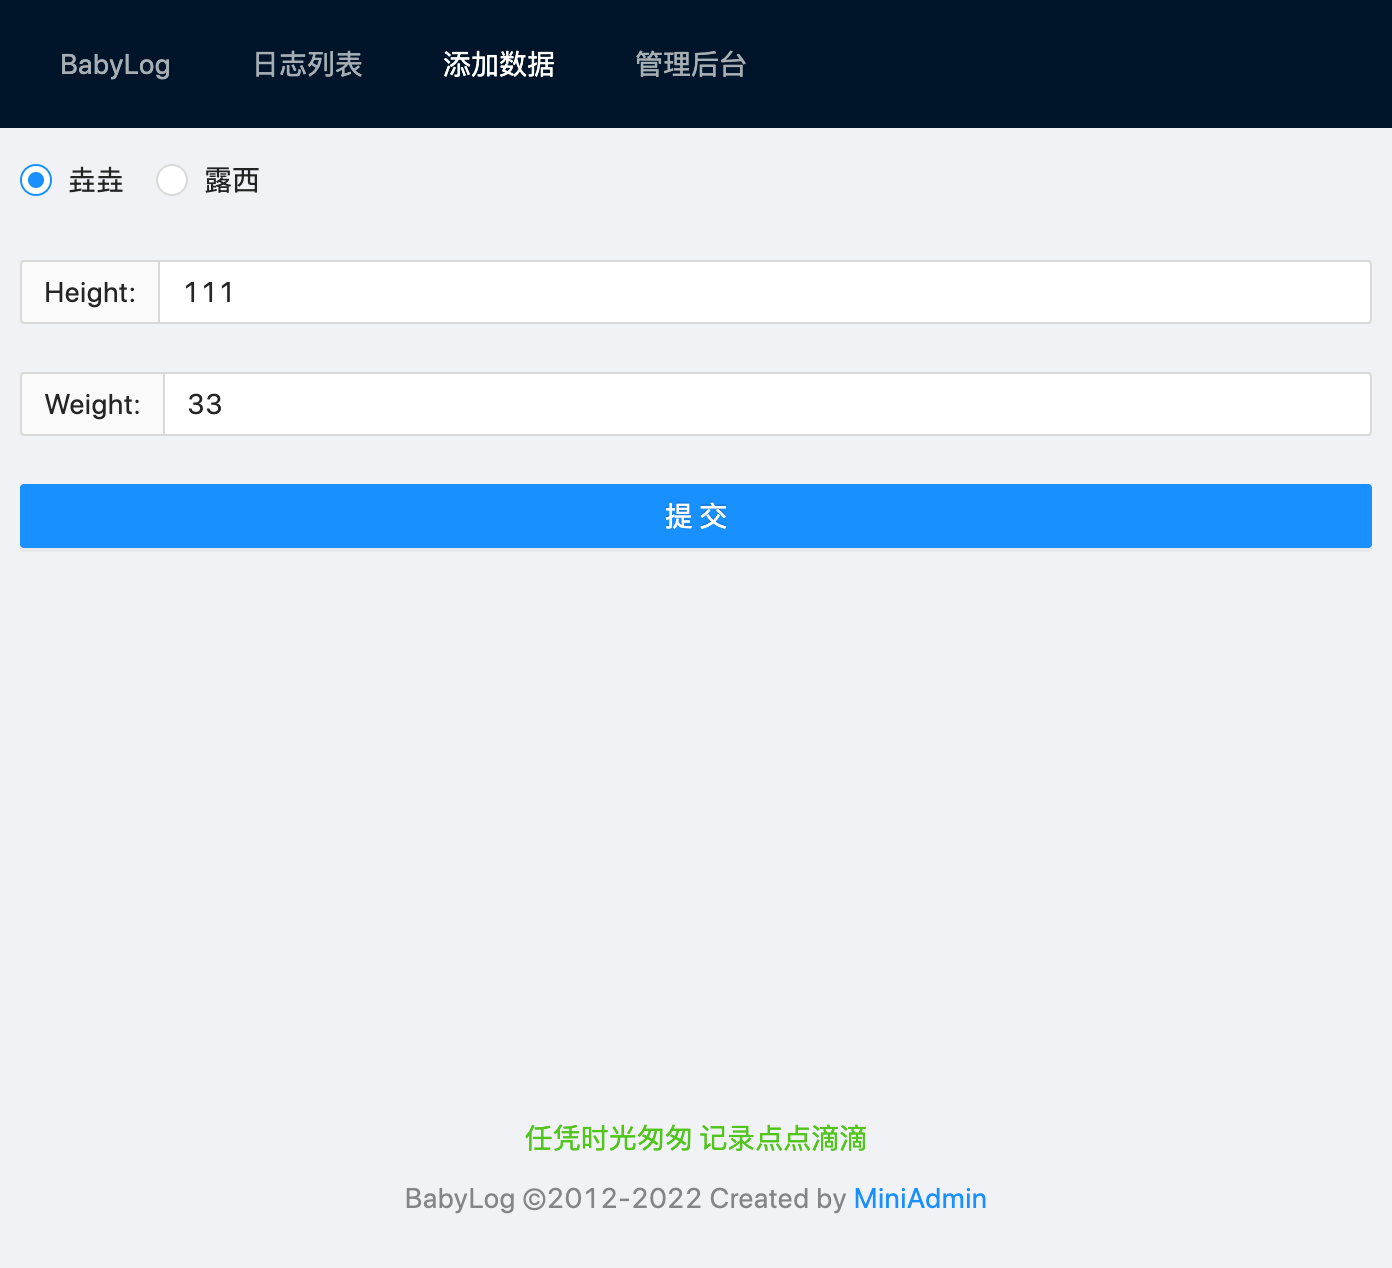 BabyLog 日志列表 添加数据 管理后台
垚垚 露西
Height: 111
Weight: 33
提 交
任凭时光匆匆 记录点点滴滴
BabyLog ©2012-2022 Created by MiniAdmin